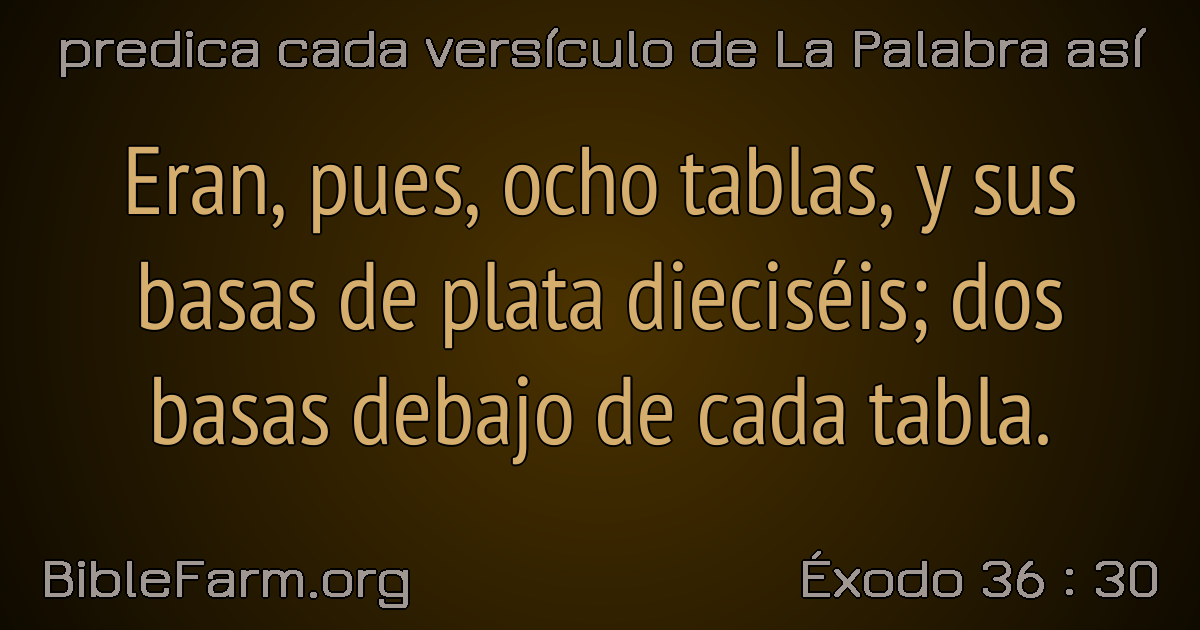 predica cada versículo de La Palabra así
Eran, pues, ocho tablas, y sus
basas de plata dieciséis; dos
basas debajo de cada tabla.
BibleFarm.org
Éxodo 36 : 30